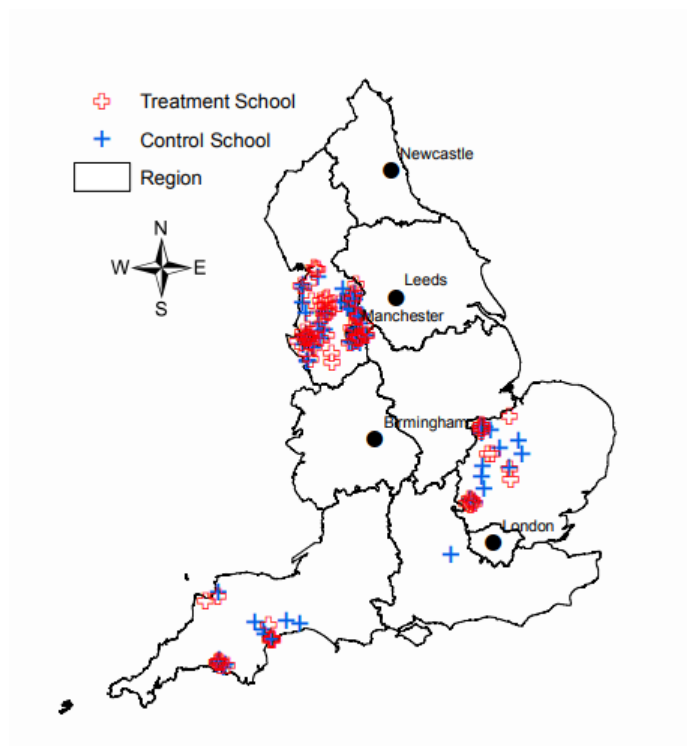 Treatment School
Control School
Region
N
W
E
S
Newcastle
Leeds
Manchester
Birmingham
London